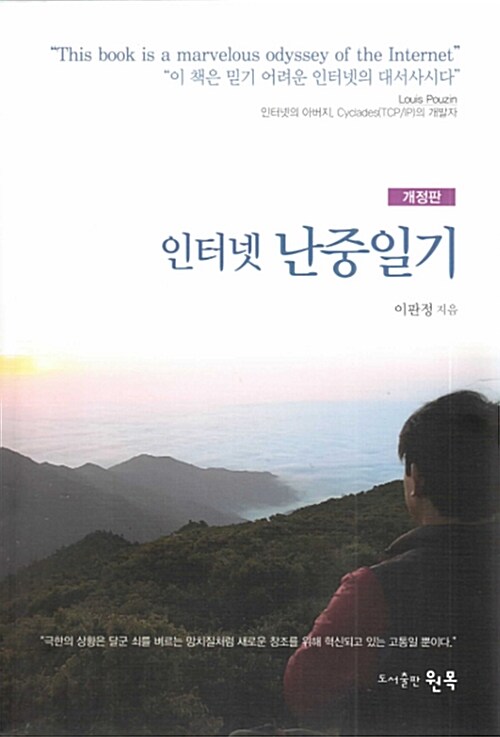 “This book is a marvelous odyssey of the Internet”
“이 책은 믿기 어려운 인터넷의 대서사시다”
Louis Pouzin
인터넷의 아버지, Cyclades(TCP/IP)의 개발자
개정판
인터넷 난중일기
이판정 지음
“극한의 상황은 달군 쇠를 벼르는 망치질처럼 새로운 창조를 위해 혁신되고 있는 고통일 뿐이다.”
도서출판 원목